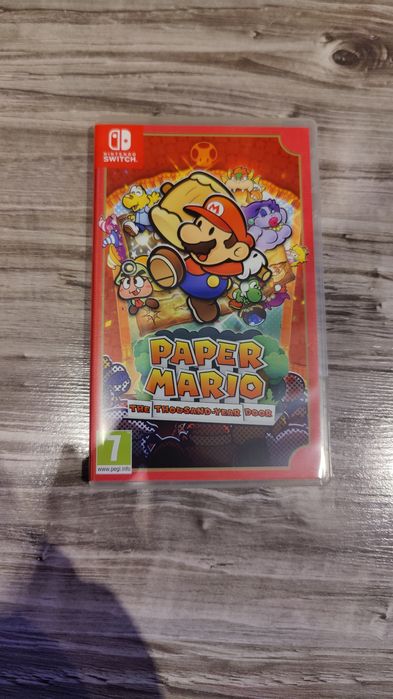 NINTENDO
SWITCH
M
PAPER
MARIO
THE THOUSAND-YEAR DOOR
7
www.pegi.info